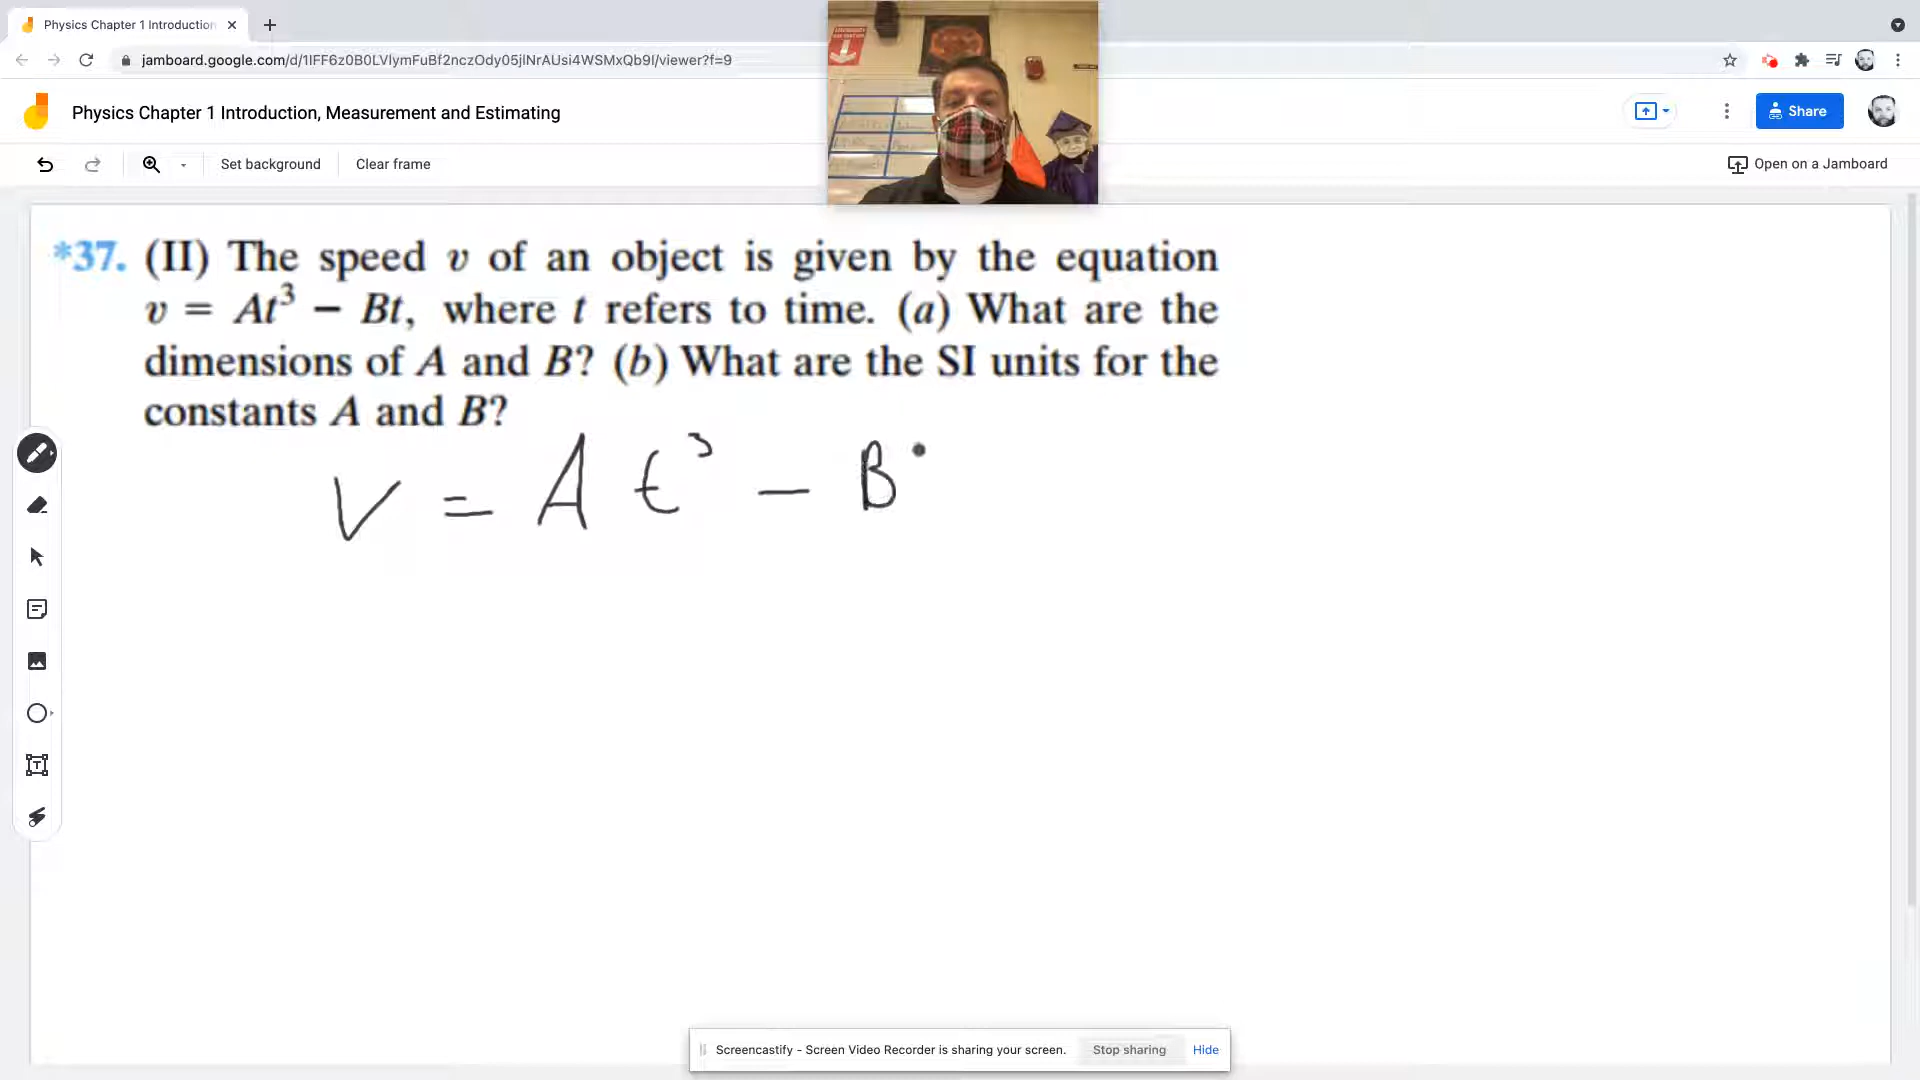 Physics Chapter 1 Introduction
jamboard.google.com/d/1IFF6z0B0LVlymFuBf2nczOdy05jlNrAUsi4WSMxQb9I/viewer?f=9
Physics Chapter 1 Introduction, Measurement and Estimating
Share
Set background
Clear frame
Open on a Jamboard
*37. (II) The speed v of an object is given by the equation
v = At³ − Bt, where t refers to time. (a) What are the
dimensions of A and B? (b) What are the SI units for the
constants A and B?
V = A t³ − B
Screencastify - Screen Video Recorder is sharing your screen.
Stop sharing
Hide